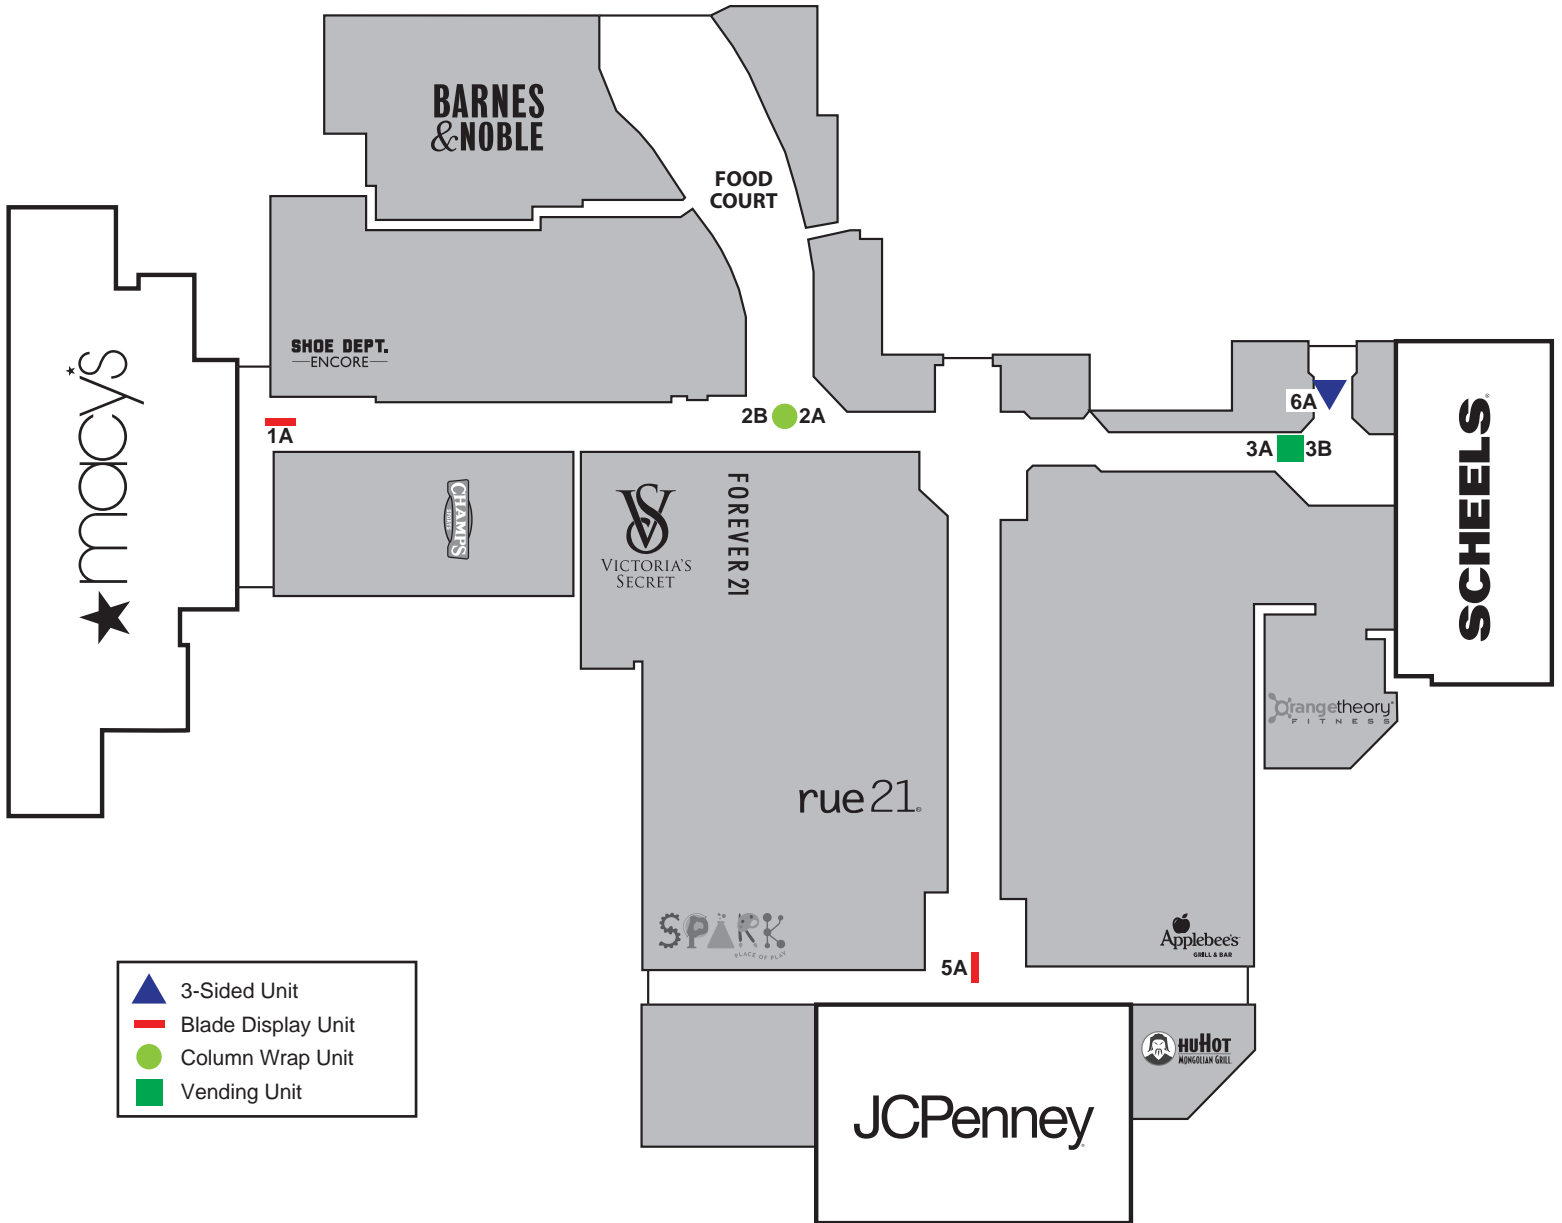 BARNES
&NOBLE
FOOD
COURT
macy's
SHOE DEPT.
ENCORE
1A
2B
2A
6A
3A
3B
SCHEELS
CHAMPS
VICTORIA'S
SECRET
FOREVER 21
rangetheory
FITNESS
rue21
SPARK
PLACE OF PLAY
Applebee's
GRILL & BAR
5A
HUHOT
MONGOLIAN GRILL
JCPenney
3-Sided Unit
Blade Display Unit
Column Wrap Unit
Vending Unit